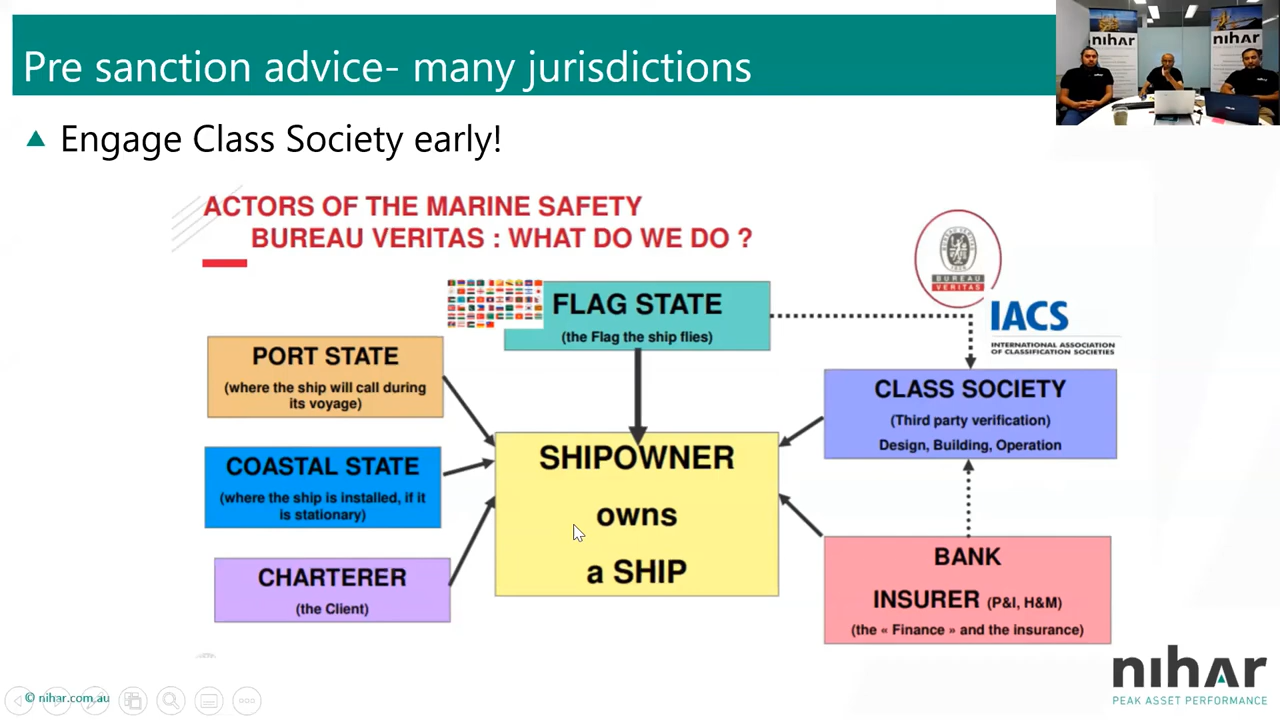 Pre sanction advice- many jurisdictions
nihar
nihar
Engage Class Society early!
ACTORS OF THE MARINE SAFETY
BUREAU VERITAS : WHAT DO WE DO ?
BUREAU
VERITAS
IACS
INTERNATIONAL ASSOCIATION
OF CLASSIFICATION SOCIETIES
FLAG STATE
(the Flag the ship flies)
PORT STATE
(where the ship will call during
its voyage)
COASTAL STATE
(where the ship is installed, if it
is stationary)
CHARTERER
(the Client)
SHIPOWNER
owns
a SHIP
CLASS SOCIETY
(Third party verification)
Design, Building, Operation
BANK
INSURER (P&I, H&M)
(the « Finance » and the insurance)
© nihar.com.au
nihar
PEAK ASSET PERFORMANCE